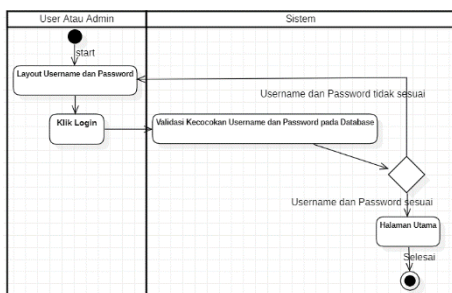 User Atau Admin
Sistem
start
Layout Username dan Password
Username dan Password tidak sesuai
Klik Login
Validasi Kecocokan Username dan Password pada Database
Username dan Password sesuai
Halaman Utama
Selesai